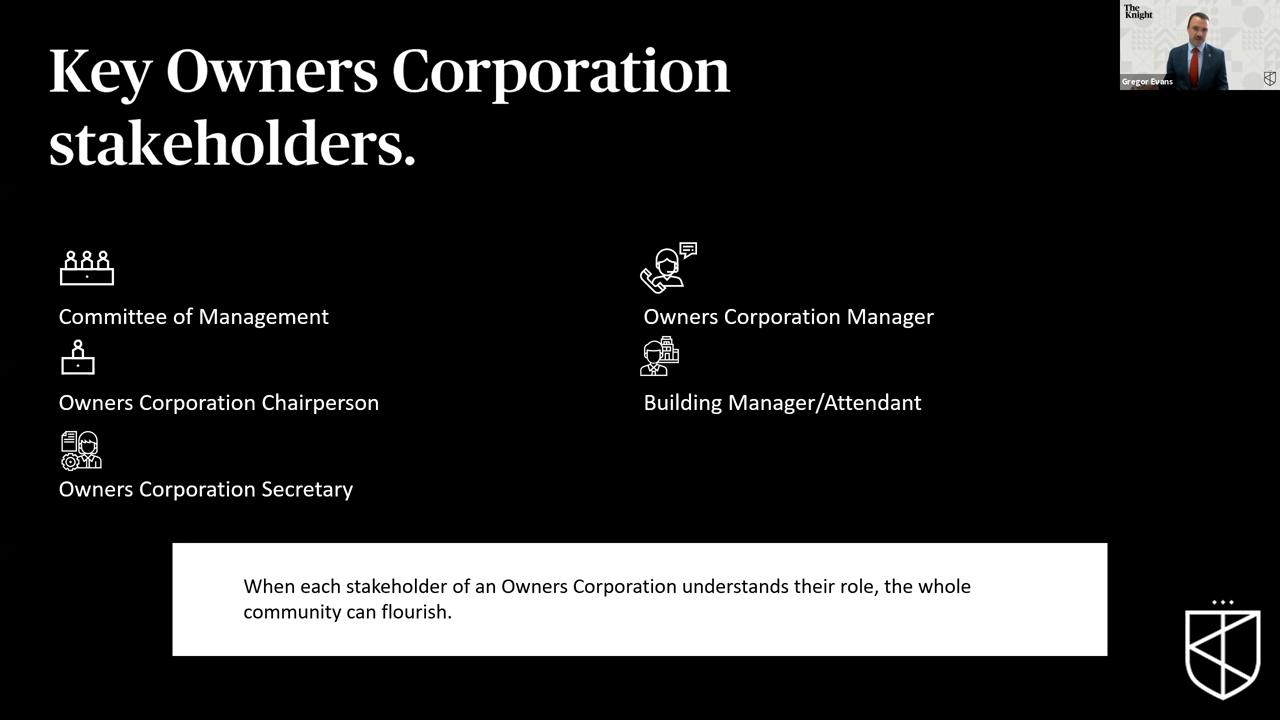 Key Owners Corporation
stakeholders.
The
Knight
Gregor Evans
Committee of Management
Owners Corporation Manager
Owners Corporation Chairperson
Building Manager/Attendant
Owners Corporation Secretary
When each stakeholder of an Owners Corporation understands their role, the whole
community can flourish.